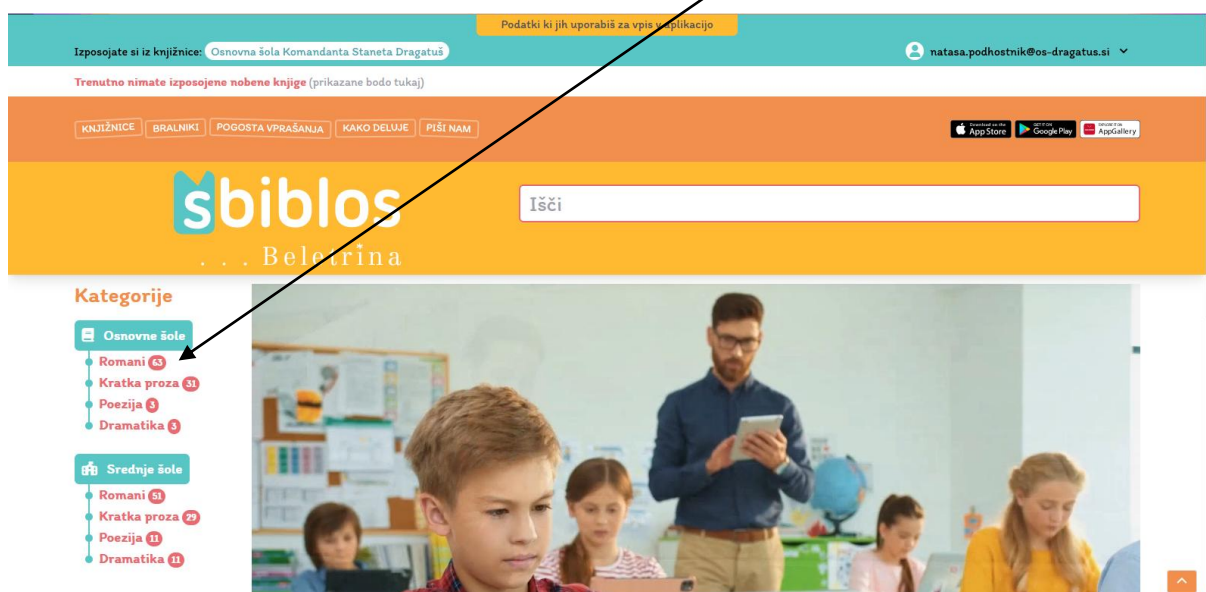 Podatki ki jih uporabiš za vpis v aplikacijo
Izposojate si iz knjižnice: Osnovna šola Komandanta Staneta Dragatuš
natasa.podhostnik@os-dragatus.si
Trenutno nimate izposojene nobene knjige (prikazane bodo tukaj)
KNJIŽNICE BRALNIKI POGOSTA VPRAŠANJA KAKO DELUJE PIŠI NAM
Download on the App Store
GET IT ON Google Play
AppGallery
šbiblos
... Beletrina
Išči
Kategorije
Osnovne šole
Romani 63
Kratka proza 31
Poezija 3
Dramatika 3
Srednje šole
Romani 51
Kratka proza 29
Poezija 11
Dramatika 11